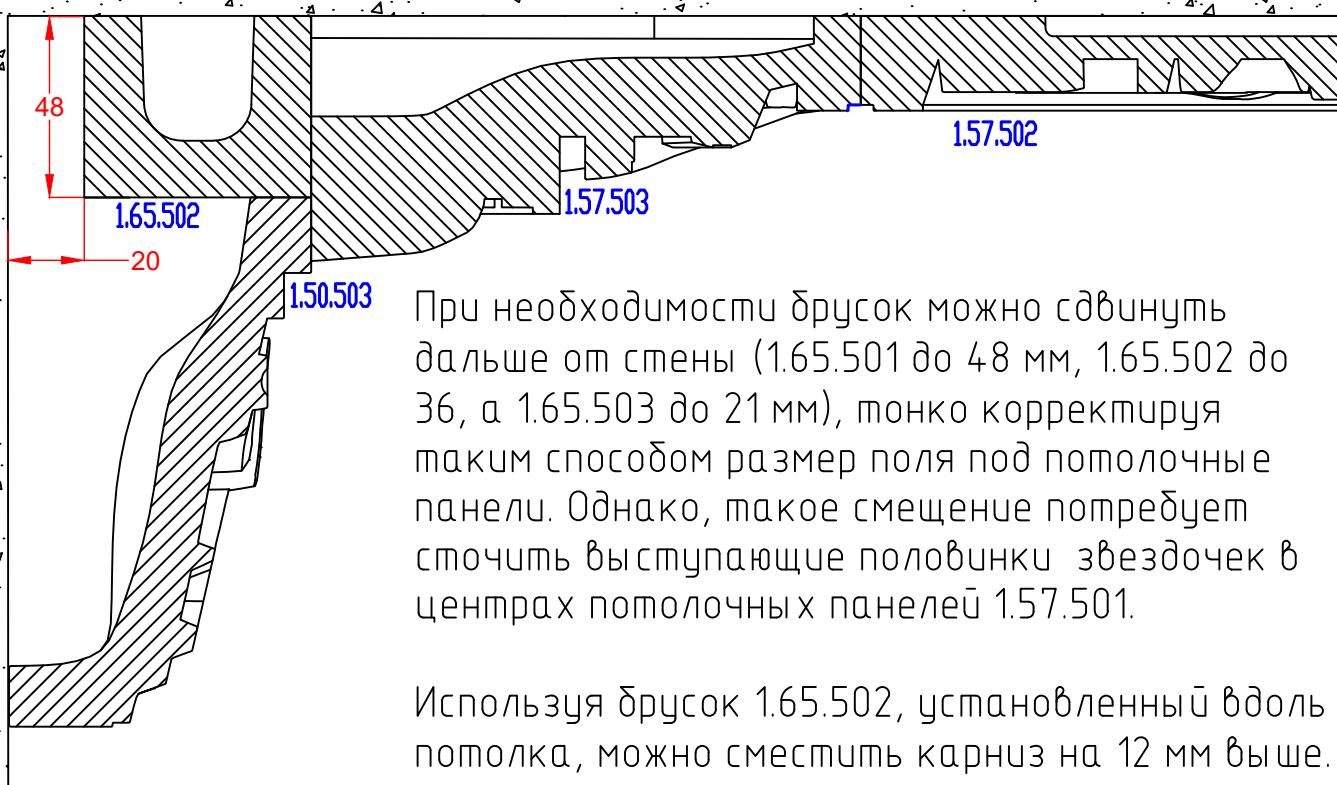 48
1.65.502
20
1.50.503
1.57.503
1.57.502
При необходимости брусок можно сдвинуть
дальше от стены (1.65.501 до 48 мм, 1.65.502 до
36, а 1.65.503 до 21 мм), тонко корректируя
таким способом размер поля под потолочные
панели. Однако, такое смещение потребует
сточить выступающие половинки звездочек в
центрах потолочных панелей 1.57.501.
Используя брусок 1.65.502, установленный вдоль
потолка, можно сместить карниз на 12 мм выше.